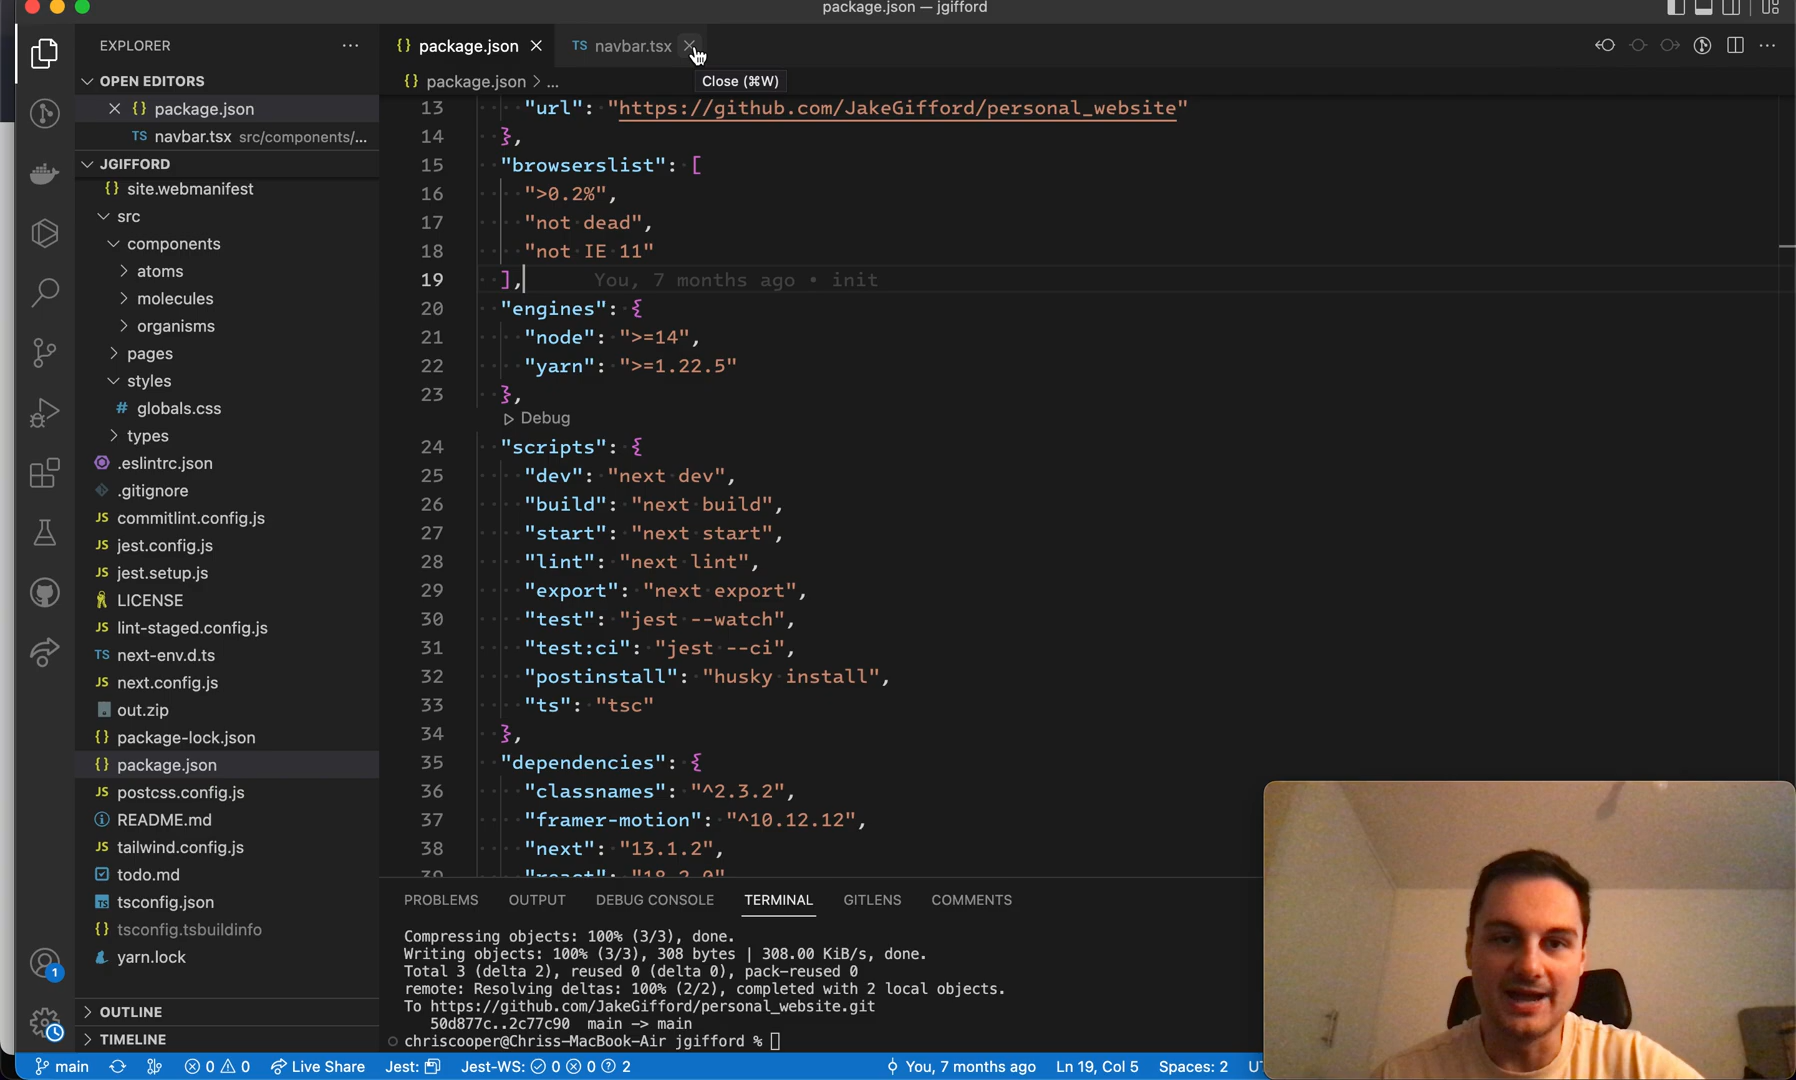 package.json — jgifford
EXPLORER
OPEN EDITORS
package.json
TS navbar.tsx src/components/...
JGIFFORD
{} site.webmanifest
src
components
atoms
molecules
organisms
pages
styles
# globals.css
types
.eslintrc.json
.gitignore
JS commitlint.config.js
JS jest.config.js
JS jest.setup.js
LICENSE
JS lint-staged.config.js
TS next-env.d.ts
JS next.config.js
out.zip
{} package-lock.json
{} package.json
JS postcss.config.js
README.md
JS tailwind.config.js
todo.md
TS tsconfig.json
{} tsconfig.tsbuildinfo
yarn.lock
OUTLINE
TIMELINE
1
{} package.json
TS navbar.tsx
Close (⌘W)
{} package.json > ...
13 "url": "https://github.com/JakeGifford/personal_website"
14 },
15 "browserslist": [
16 ">0.2%",
17 "not dead",
18 "not IE 11"
19 ], You, 7 months ago • init
20 "engines": {
21 "node": ">=14",
22 "yarn": ">=1.22.5"
23 },
Debug
24 "scripts": {
25 "dev": "next dev",
26 "build": "next build",
27 "start": "next start",
28 "lint": "next lint",
29 "export": "next export",
30 "test": "jest --watch",
31 "test:ci": "jest --ci",
32 "postinstall": "husky install",
33 "ts": "tsc"
34 },
35 "dependencies": {
36 "classnames": "^2.3.2",
37 "framer-motion": "^10.12.12",
38 "next": "13.1.2",
PROBLEMS OUTPUT DEBUG CONSOLE TERMINAL GITLENS COMMENTS
Compressing objects: 100% (3/3), done.
Writing objects: 100% (3/3), 308 bytes | 308.00 KiB/s, done.
Total 3 (delta 2), reused 0 (delta 0), pack-reused 0
remote: Resolving deltas: 100% (2/2), completed with 2 local objects.
To https://github.com/JakeGifford/personal_website.git
50d877c..2c77c90 main -> main
chriscooper@Chriss-MacBook-Air jgifford %
main 0 0 Live Share Jest: Jest-WS: 0 0 2 You, 7 months ago Ln 19, Col 5 Spaces: 2